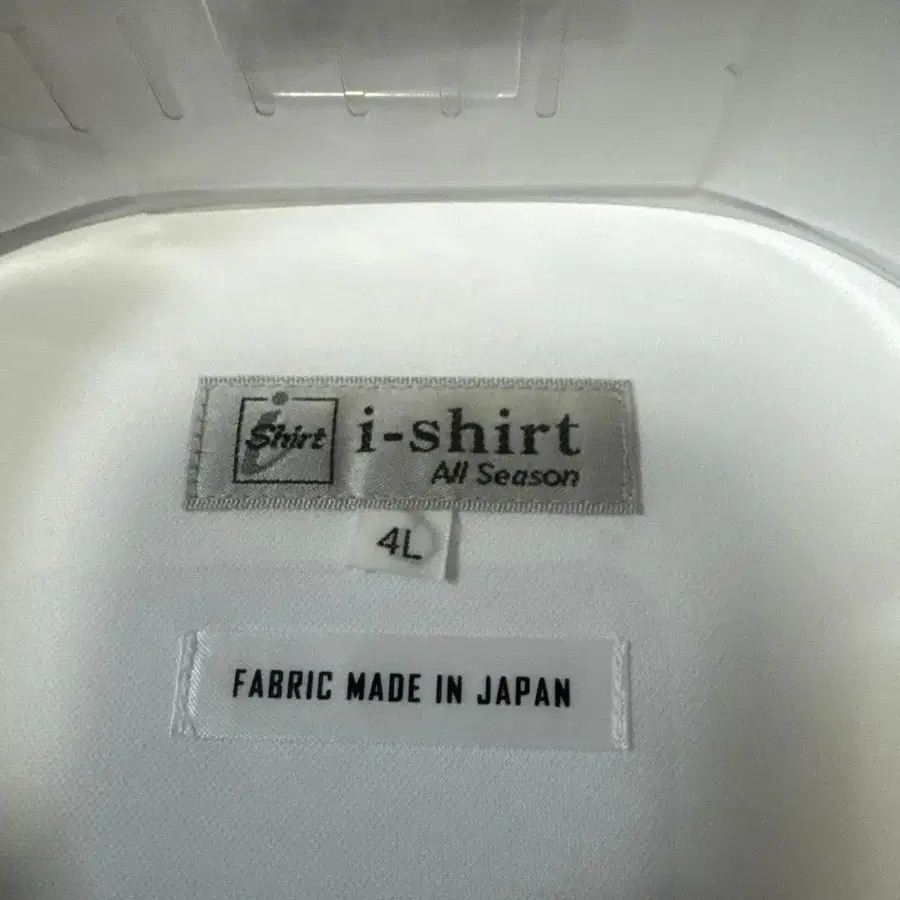 i
Shirt
i-shirt
All Season
4L
FABRIC MADE IN JAPAN